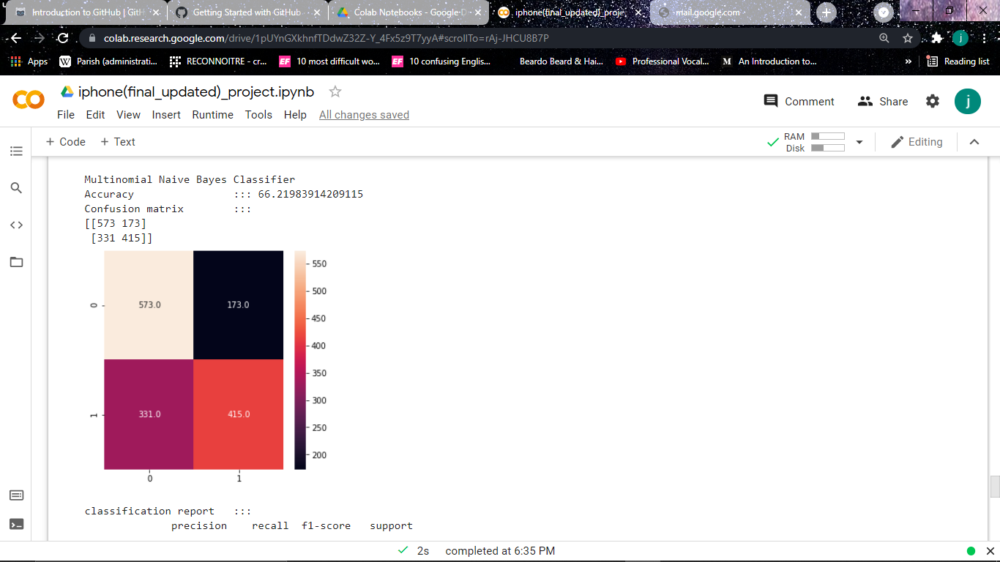 Introduction to GitHub | GitH
Getting Started with GitHub
Colab Notebooks - Google D
iphone(final_updated)_proje
mail.google.com
colab.research.google.com/drive/1pUYnGXkhnfTDdwZ32Z-Y_4Fx5z9T7yyA#scrollTo=rAj-JHCU8B7P
j
Apps
W
Parish (administrati...
RECONNOITRE - cr...
EF
10 most difficult wo...
EF
10 confusing Englis...
Beardo Beard & Hai...
Professional Vocal...
M
An Introduction to...
»
Reading list
iphone(final_updated)_project.ipynb
File Edit View Insert Runtime Tools Help All changes saved
Comment
Share
j
+ Code + Text
RAM
Disk
Editing
Multinomial Naive Bayes Classifier
Accuracy ::: 66.21983914209115
Confusion matrix :::
[[573 173]
[331 415]]
573.0 173.0
331.0 415.0
0
1
0 1
550
500
450
400
350
300
250
200
classification report :::
precision recall f1-score support
2s completed at 6:35 PM